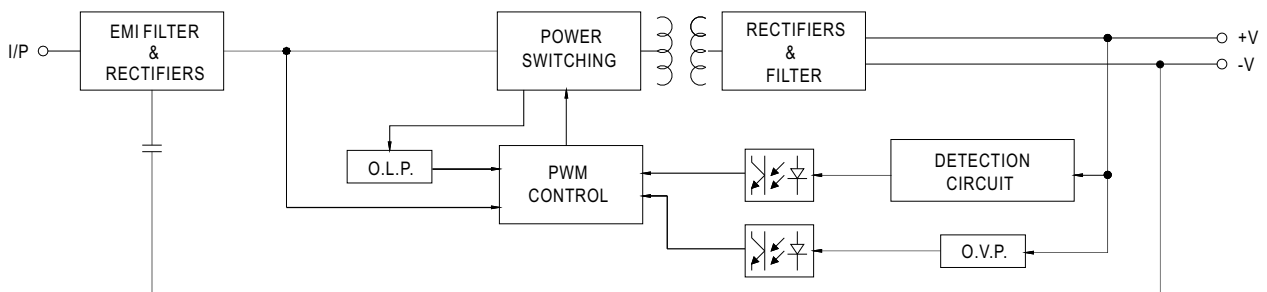 I/P
EMI FILTER
&
RECTIFIERS
POWER
SWITCHING
RECTIFIERS
&
FILTER
+V
-V
O.L.P.
PWM
CONTROL
DETECTION
CIRCUIT
O.V.P.